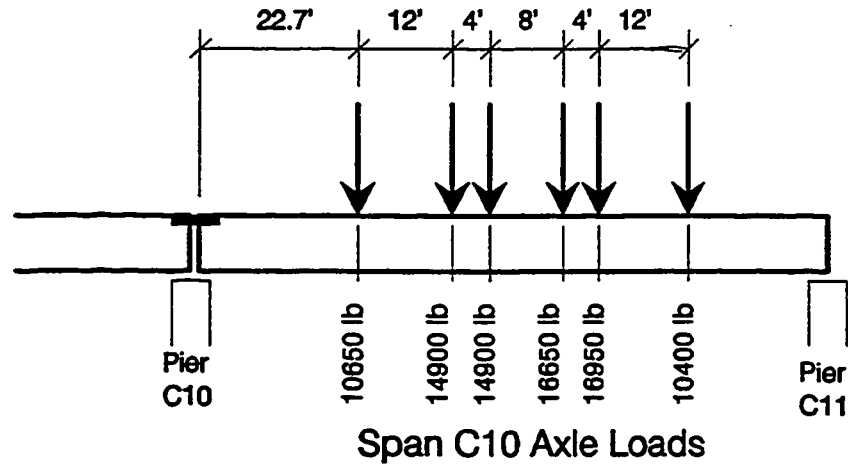 22.7' 12' 4' 8' 4' 12'
10650 lb
14900 lb
14900 lb
16650 lb
16950 lb
10400 lb
Pier
C10
Pier
C11
Span C10 Axle Loads